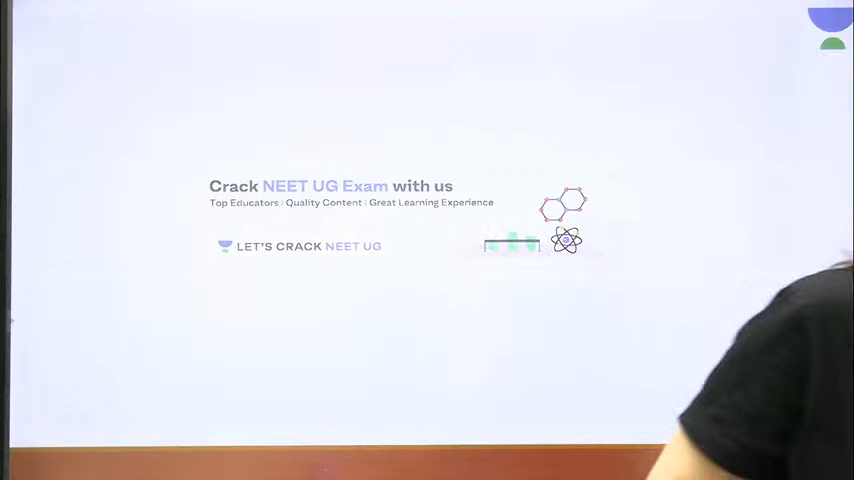 Crack NEET UG Exam with us
Top Educators | Quality Content | Great Learning Experience
LET'S CRACK NEET UG